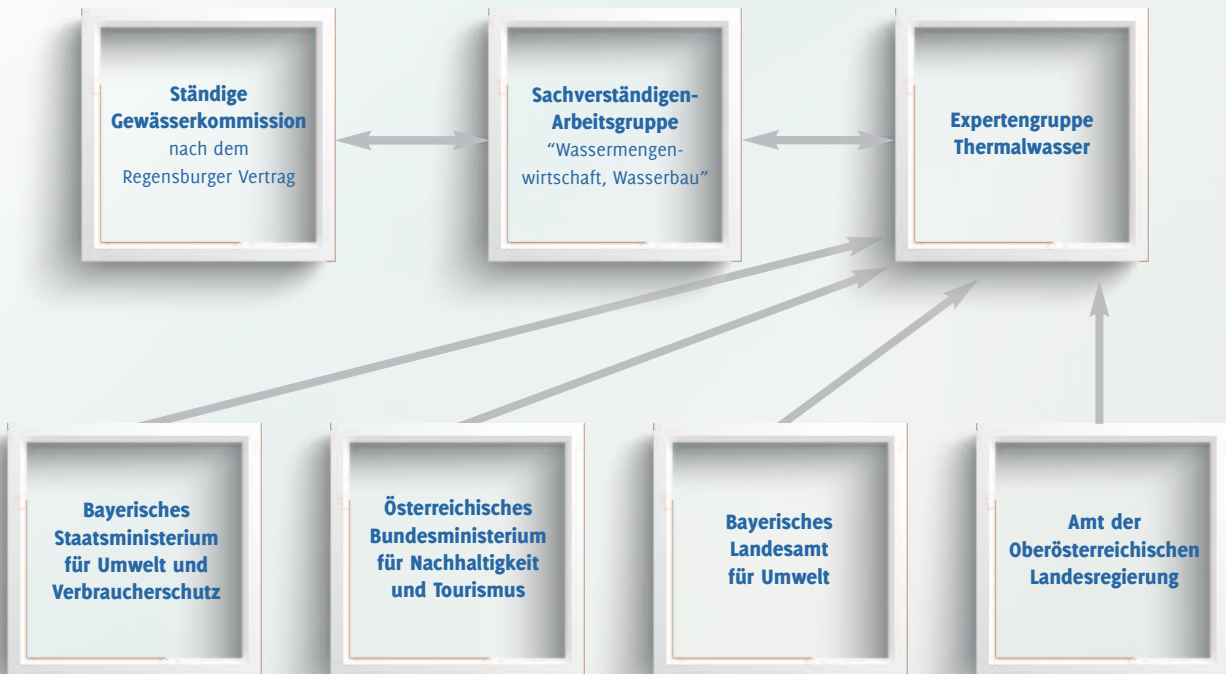 Ständige
Gewässerkommission
nach dem
Regensburger Vertrag
Sachverständigen-
Arbeitsgruppe
“Wassermengen-
wirtschaft, Wasserbau”
Expertengruppe
Thermalwasser
Bayerisches
Staatsministerium
für Umwelt und
Verbraucherschutz
Österreichisches
Bundesministerium
für Nachhaltigkeit
und Tourismus
Bayerisches
Landesamt
für Umwelt
Amt der
Oberösterreichischen
Landesregierung